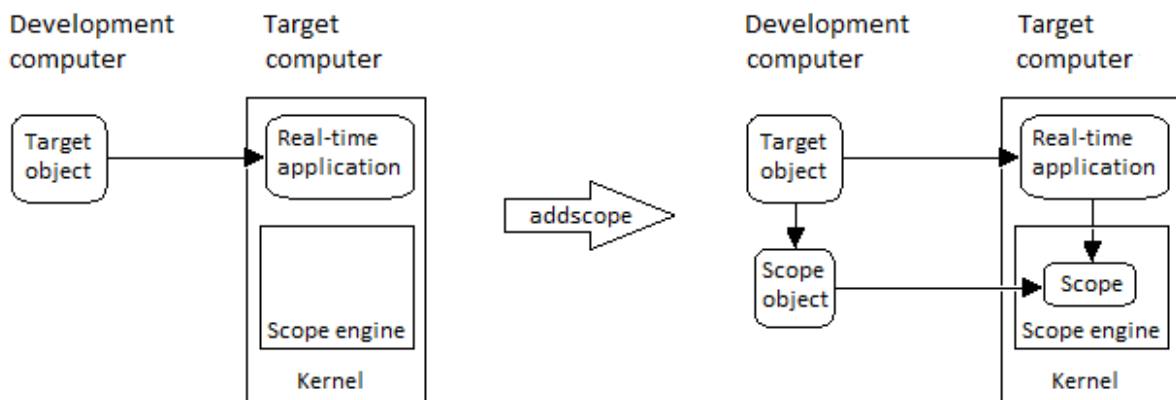 Development
computer
Target
computer
Target
object
Real-time
application
Scope engine
Kernel
addscope
Development
computer
Target
computer
Target
object
Real-time
application
Scope
object
Scope
Scope engine
Kernel